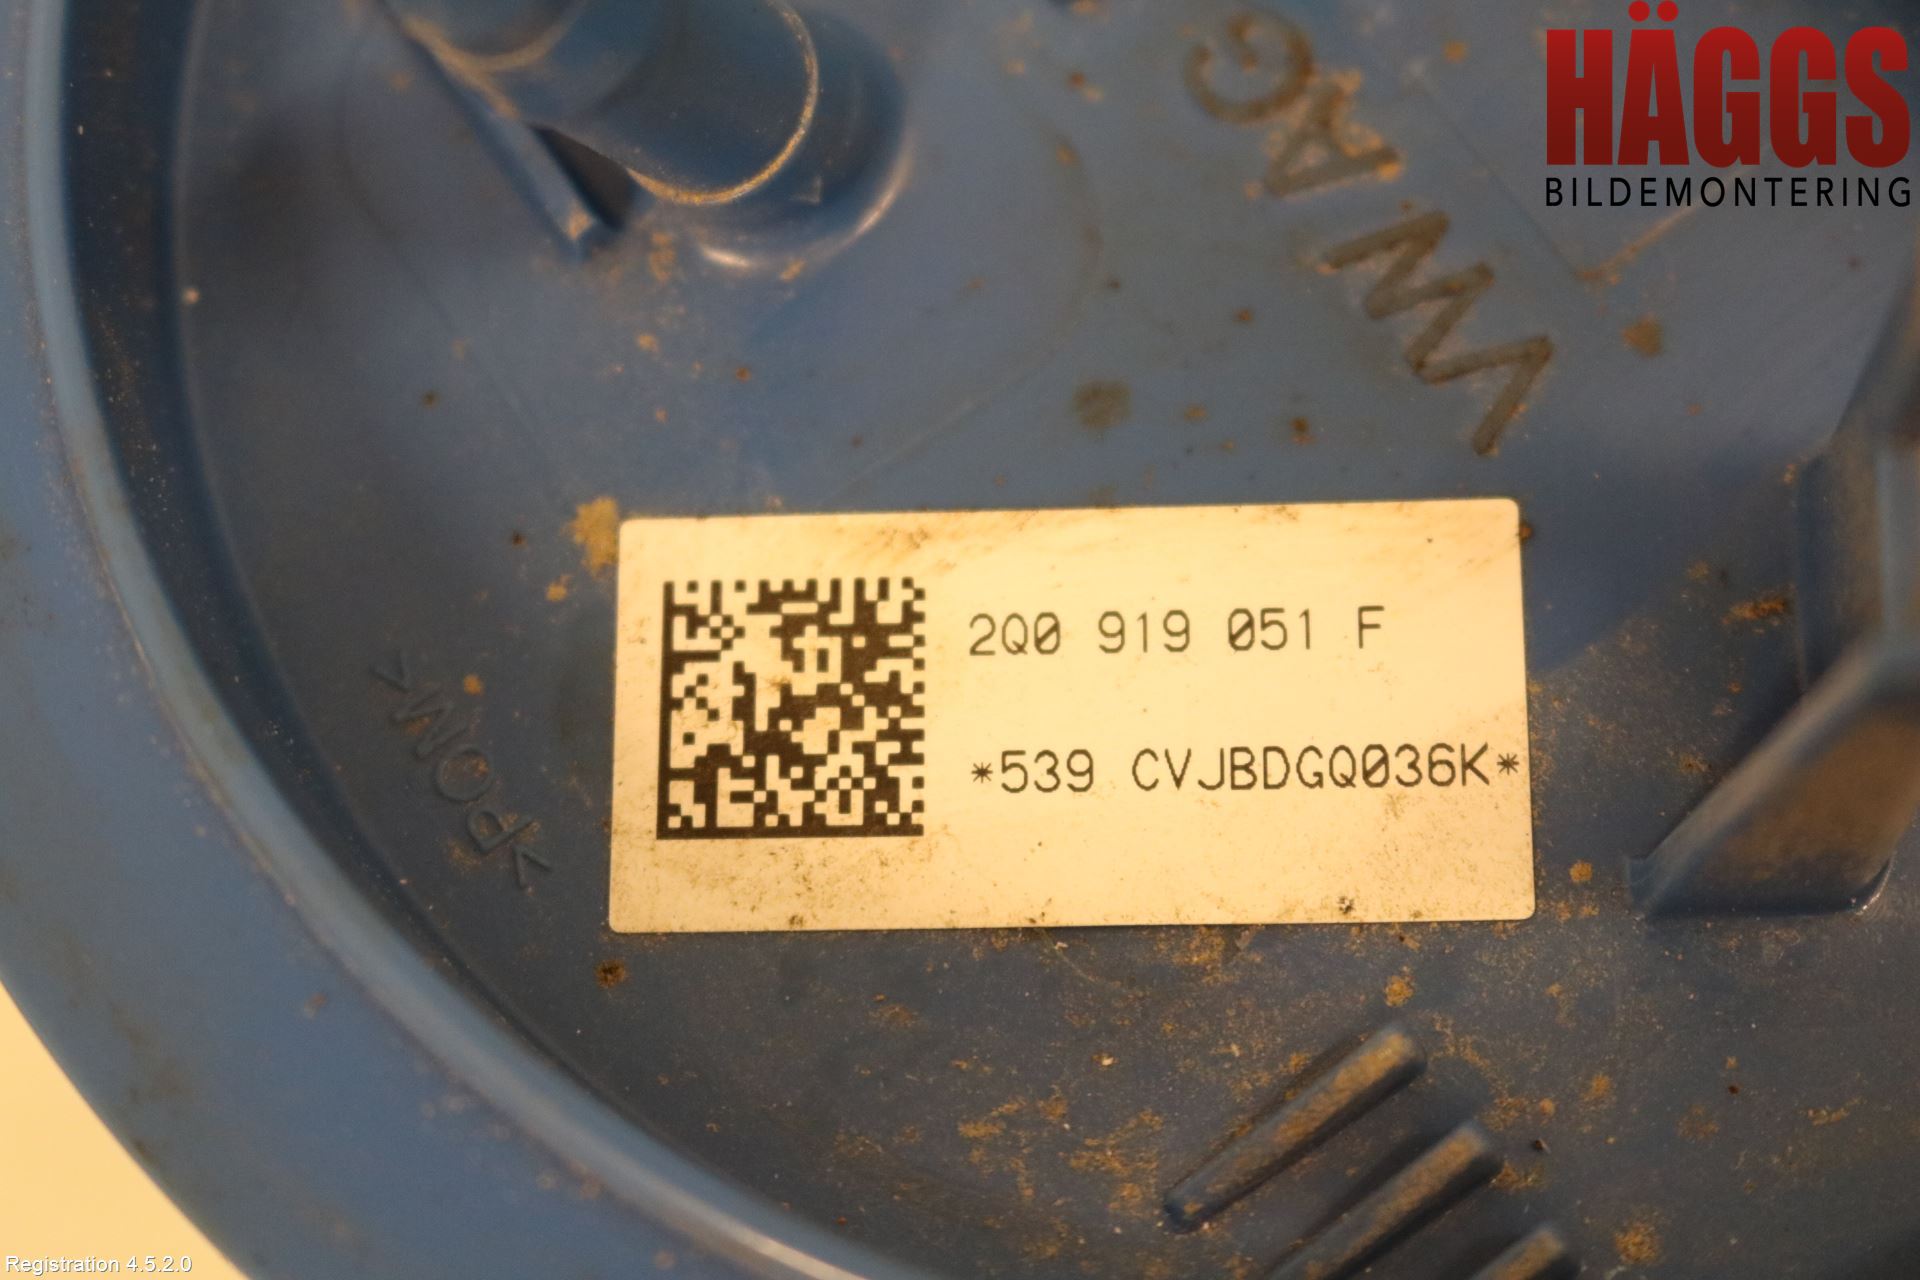 HÄGGS
BILDEMONTERING
VW AG
2Q0 919 051 F
*539 CVJBDGQ036K*
>POM<
Registration 4.5.2.0